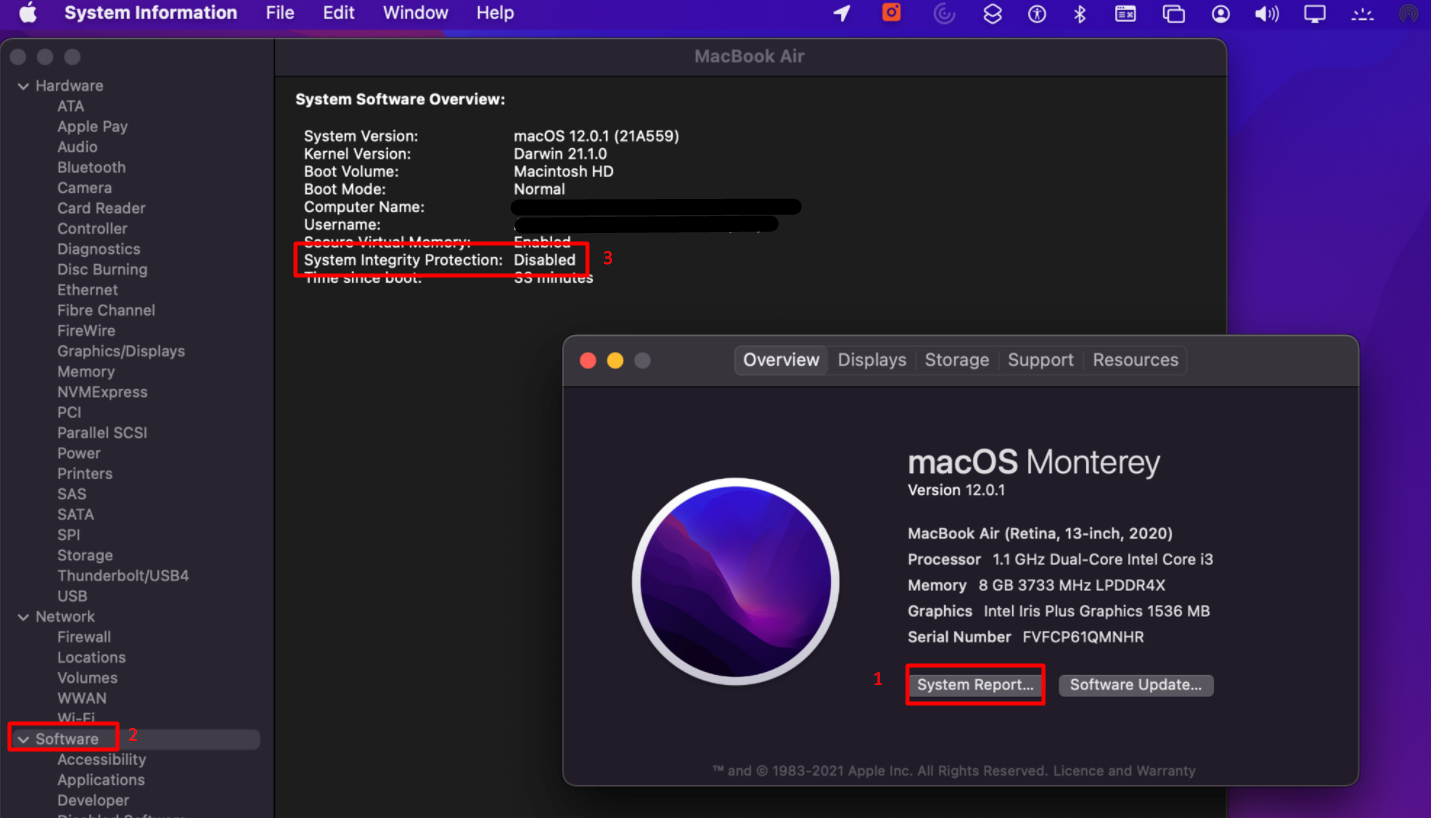 System Information File Edit Window Help
MacBook Air
Hardware
ATA
Apple Pay
Audio
Bluetooth
Camera
Card Reader
Controller
Diagnostics
Disc Burning
Ethernet
Fibre Channel
FireWire
Graphics/Displays
Memory
NVMExpress
PCI
Parallel SCSI
Power
Printers
SAS
SATA
SPI
Storage
Thunderbolt/USB4
USB
Network
Firewall
Locations
Volumes
WWAN
Wi-Fi
Software 2
Accessibility
Applications
Developer
Disabled Software
System Software Overview:
System Version: macOS 12.0.1 (21A559)
Kernel Version: Darwin 21.1.0
Boot Volume: Macintosh HD
Boot Mode: Normal
Computer Name:
Username:
Secure Virtual Memory: Enabled
System Integrity Protection: Disabled 3
Time since boot: 33 minutes
Overview Displays Storage Support Resources
macOS Monterey
Version 12.0.1
MacBook Air (Retina, 13-inch, 2020)
Processor 1.1 GHz Dual-Core Intel Core i3
Memory 8 GB 3733 MHz LPDDR4X
Graphics Intel Iris Plus Graphics 1536 MB
Serial Number FVFCP61QMNHR
1 System Report... Software Update...
™ and © 1983-2021 Apple Inc. All Rights Reserved. Licence and Warranty